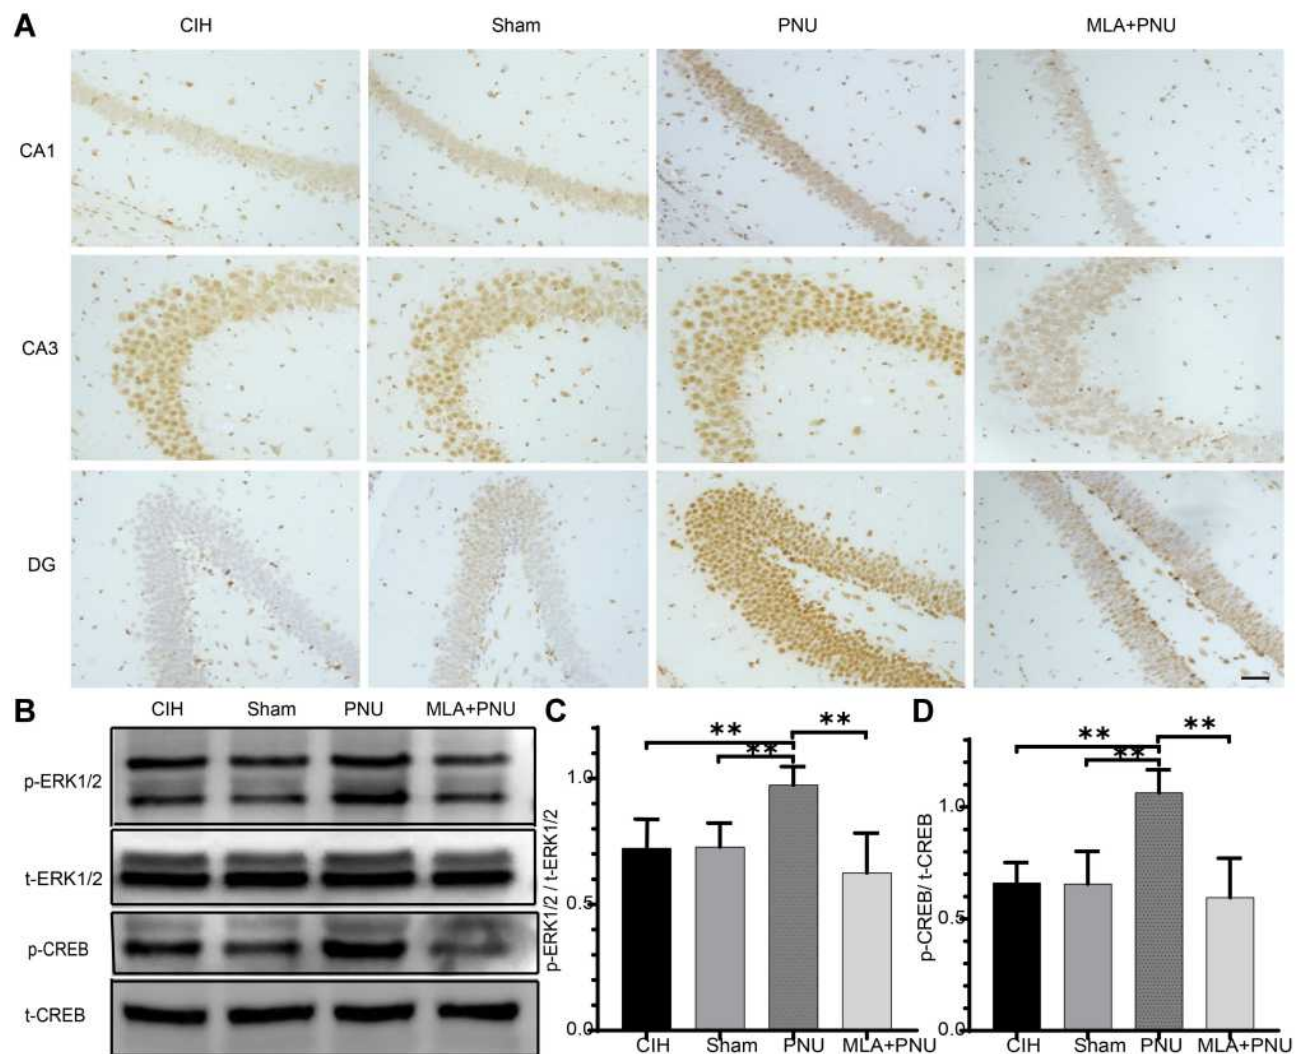 A
CIH Sham PNU MLA+PNU
CA1
CA3
DG
B
CIH Sham PNU MLA+PNU
p-ERK1/2
t-ERK1/2
p-CREB
t-CREB
C
** **
**
1.0
0.5
0.0
p-ERK1/2 / t-ERK1/2
CIH Sham PNU MLA+PNU
D
** **
**
1.0
0.5
0.0
p-CREB/ t-CREB
CIH Sham PNU MLA+PNU